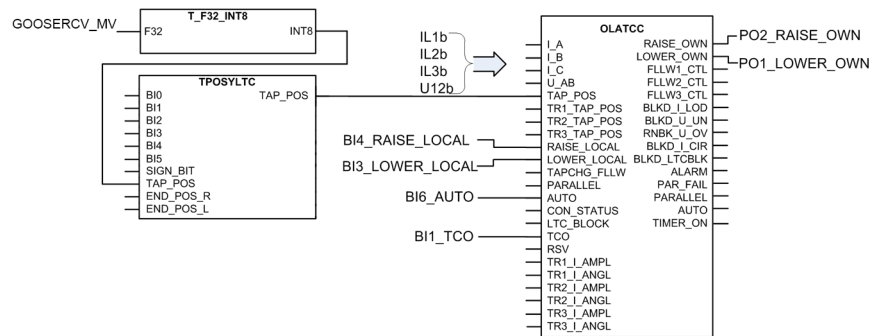 GOOSERCV_MV
T_F32_INT8
F32
INT8
TPOSYLTC
BI0
TAP_POS
BI1
BI2
BI3
BI4
BI5
SIGN_BIT
TAP_POS
END_POS_R
END_POS_L
IL1b
IL2b
IL3b
U12b
BI4_RAISE_LOCAL
BI3_LOWER_LOCAL
BI6_AUTO
BI1_TCO
OLATCC
I_A
RAISE_OWN
I_B
LOWER_OWN
I_C
FLLW1_CTL
U_AB
FLLW2_CTL
TAP_POS
FLLW3_CTL
TR1_TAP_POS
BLKD_I_LOD
TR2_TAP_POS
BLKD_U_UN
TR3_TAP_POS
RNBK_U_OV
RAISE_LOCAL
BLKD_I_CIR
LOWER_LOCAL
BLKD_LTCBLK
TAPCHG_FLLW
ALARM
PARALLEL
PAR_FAIL
AUTO
PARALLEL
CON_STATUS
AUTO
LTC_BLOCK
TIMER_ON
TCO
RSV
TR1_I_AMPL
TR1_I_ANGL
TR2_I_AMPL
TR2_I_ANGL
TR3_I_AMPL
TR3_I_ANGL
PO2_RAISE_OWN
PO1_LOWER_OWN